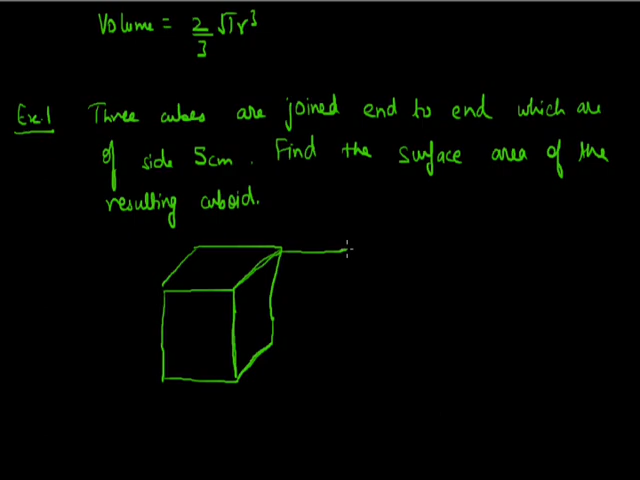 Volume = 2/3 πr³
Ex.1 Three cubes are joined end to end which are
of side 5cm. Find the surface area of the
resulting cuboid.